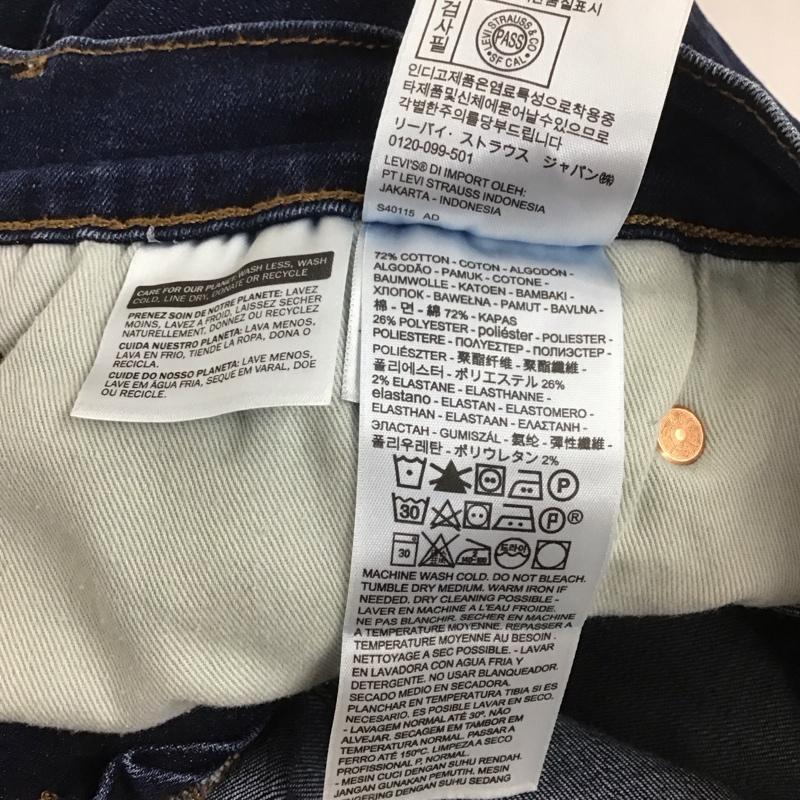 검
사
필
LEVI STRAUSS & CO
PASS
SF CAL.
인디고제품은염료특성으로착용중
타제품및신체에묻어날수있으므로
각별한주의를당부드립니다
リーバイ・ストラウス ジャパン㈱
0120-099-501
LEVI'S® DI IMPORT OLEH:
PT LEVI STRAUSS INDONESIA
JAKARTA - INDONESIA
S40115 AD
CARE FOR OUR PLANET: WASH LESS, WASH
COLD, LINE DRY, DONATE OR RECYCLE
PRENEZ SOIN DE NOTRE PLANETE: LAVEZ
MOINS, LAVEZ A FROID, LAISSEZ SECHER
NATURELLEMENT, DONNEZ OU RECYCLEZ
CUIDA NUESTRO PLANETA: LAVA MENOS,
LAVA EN FRIO, TIENDE LA ROPA, DONA O
RECICLA.
CUIDE DO NOSSO PLANETA: LAVE MENOS,
LAVE EM ÁGUA FRIA, SEQUE EM VARAL, DOE
OU RECICLE.
72% COTTON - COTON - ALGODÓN -
ALGODÃO - PAMUK - COTONE -
BAUMWOLLE - KATOEN - BAMBAKI -
ХЛОПОК - BAWEŁNA - PAMUT - BAVLNA -
棉 - 면 - 綿 72% - KAPAS
26% POLYESTER - poliéster - POLIESTER -
POLIESTERE - ΠΟΛΥΕΣΤΕΡ - ПОЛИЭСТЕР -
POLIÉSZTER - 聚酯纤维 - 聚酯纖維 -
폴리에스터 - ポリエステル 26%
2% ELASTANE - ELASTHANNE -
elastano - ELASTAN - ELASTOMERO -
ELASTHAN - ELASTAAN - ΕΛΑΣΤΑΝΗ -
ЭЛАСТАН - GUMISZÁL - 氨纶 - 彈性纖維 -
폴리우레탄 - ポリウレタン 2%
P
30 P ®
30 드라이
MACHINE WASH COLD. DO NOT BLEACH.
TUMBLE DRY MEDIUM. WARM IRON IF
NEEDED. DRY CLEANING POSSIBLE -
LAVER EN MACHINE A L'EAU FROIDE.
NE PAS BLANCHIR. SECHER EN MACHINE
A TEMPERATURE MOYENNE. REPASSER A
TEMPERATURE MOYENNE AU BESOIN.
NETTOYAGE A SEC POSSIBLE. - LAVAR
EN LAVADORA CON AGUA FRIA Y
DETERGENTE. NO USAR BLANQUEADOR.
SECADO MEDIO EN SECADORA.
PLANCHAR EN TEMPERATURA TIBIA SI ES
NECESARIO. ES POSIBLE LAVAR EN SECO.
- LAVAGEM NORMAL ATÉ 30º. NÃO
ALVEJAR. SECAGEM EM TAMBOR EM
TEMPERATURA NORMAL. PASSAR A
FERRO ATÉ 150ºC. LIMPEZA A SECO
PROFISSIONAL P, NORMAL.
- MESIN CUCI DENGAN SUHU RENDAH.
JANGAN GUNAKAN PEMUTIH. MESIN
PENGERING DENGAN SUHU SEDANG